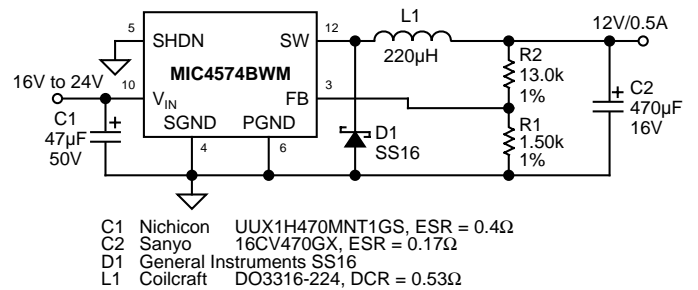 5
SHDN
SW
12
L1
220µH
12V/0.5A
MIC4574BWM
16V to 24V
10
VIN
FB
3
SGND
PGND
4
6
C1
47µF
50V
+
D1
SS16
R2
13.0k
1%
R1
1.50k
1%
+
C2
470µF
16V
C1 Nichicon UUX1H470MNT1GS, ESR = 0.4Ω
C2 Sanyo 16CV470GX, ESR = 0.17Ω
D1 General Instruments SS16
L1 Coilcraft DO3316-224, DCR = 0.53Ω